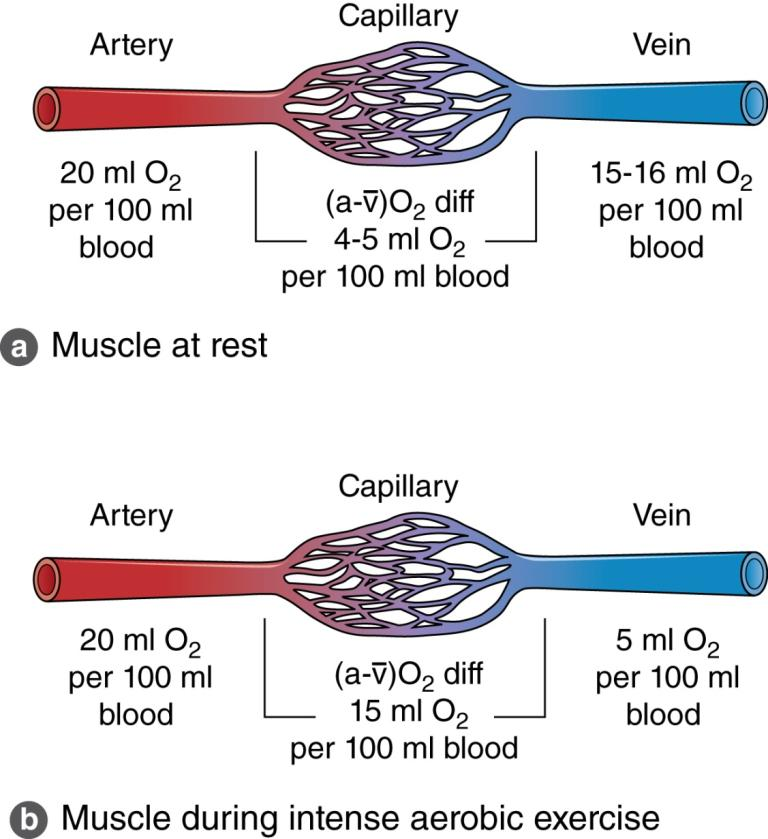 Capillary
Artery
Vein
20 ml O₂
per 100 ml
blood
(a-v̅)O₂ diff
4-5 ml O₂
per 100 ml blood
15-16 ml O₂
per 100 ml
blood
a Muscle at rest
Capillary
Artery
Vein
20 ml O₂
per 100 ml
blood
(a-v̅)O₂ diff
15 ml O₂
per 100 ml blood
5 ml O₂
per 100 ml
blood
b Muscle during intense aerobic exercise